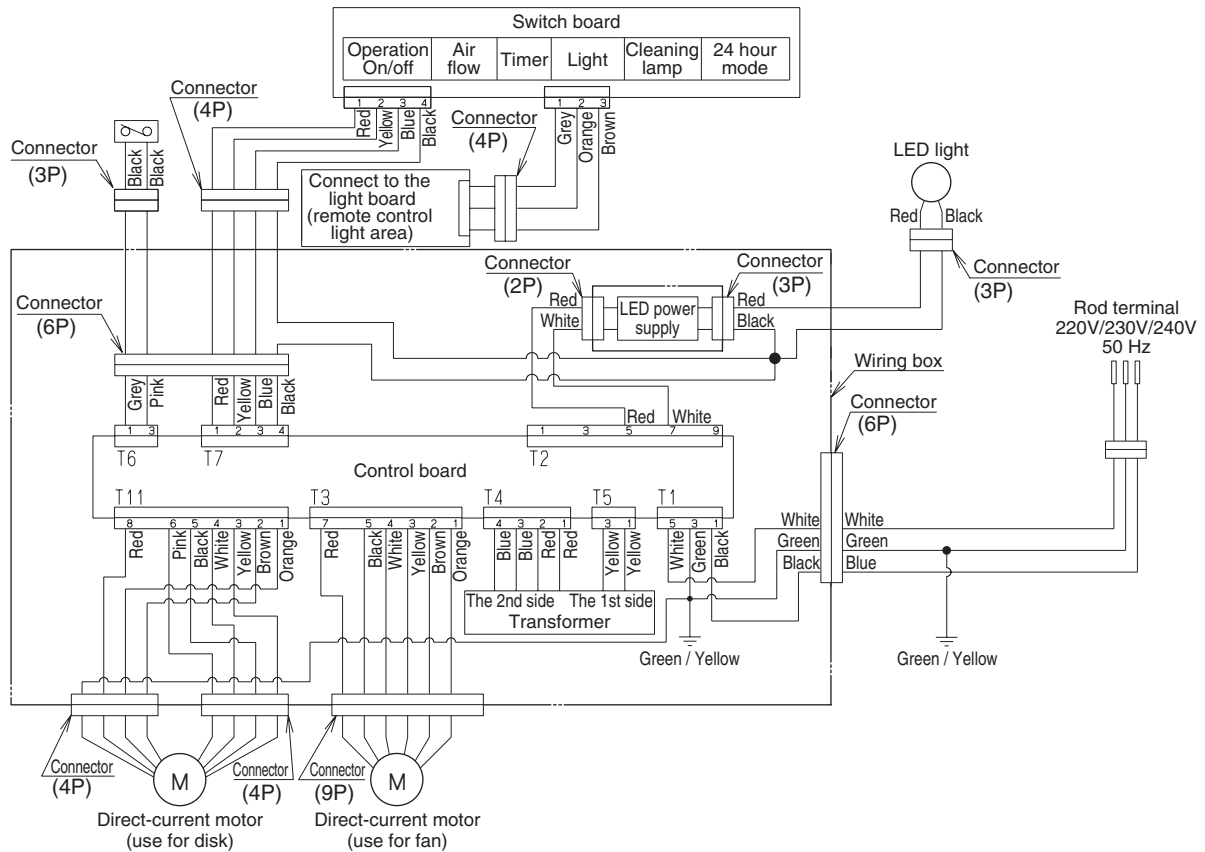 Switch board
Operation On/off
Air flow
Timer
Light
Cleaning lamp
24 hour mode
1 2 3 4
1 2 3
Red
Yellow
Blue
Black
Grey
Orange
Brown
Connector
(4P)
Connector
(4P)
Connector
(3P)
Black
Black
Connect to the
light board
(remote control
light area)
LED light
Red
Black
Connector
(3P)
Connector
(2P)
Connector
(3P)
Red
White
LED power
supply
Red
Black
Rod terminal
220V/230V/240V
50 Hz
Connector
(6P)
Wiring box
Connector
(6P)
Grey
Pink
Red
Yellow
Blue
Black
Red
White
1 3
1 2 3 4
1 3 5 7 9
T6
T7
T2
Control board
T11
T3
T4
T5
T1
8 6 5 4 3 2 1
7 5 4 3 2 1
4 3 2 1
3 1
5 3 1
Red
Pink
Black
White
Yellow
Brown
Orange
Red
Black
White
Yellow
Brown
Orange
Blue
Blue
Red
Red
Yellow
Yellow
White
Green
Black
White
Green
Black
White
Green
Blue
The 2nd side
The 1st side
Transformer
Green / Yellow
Green / Yellow
Connector
(4P)
M
Connector
(4P)
Connector
(9P)
M
Direct-current motor
(use for disk)
Direct-current motor
(use for fan)